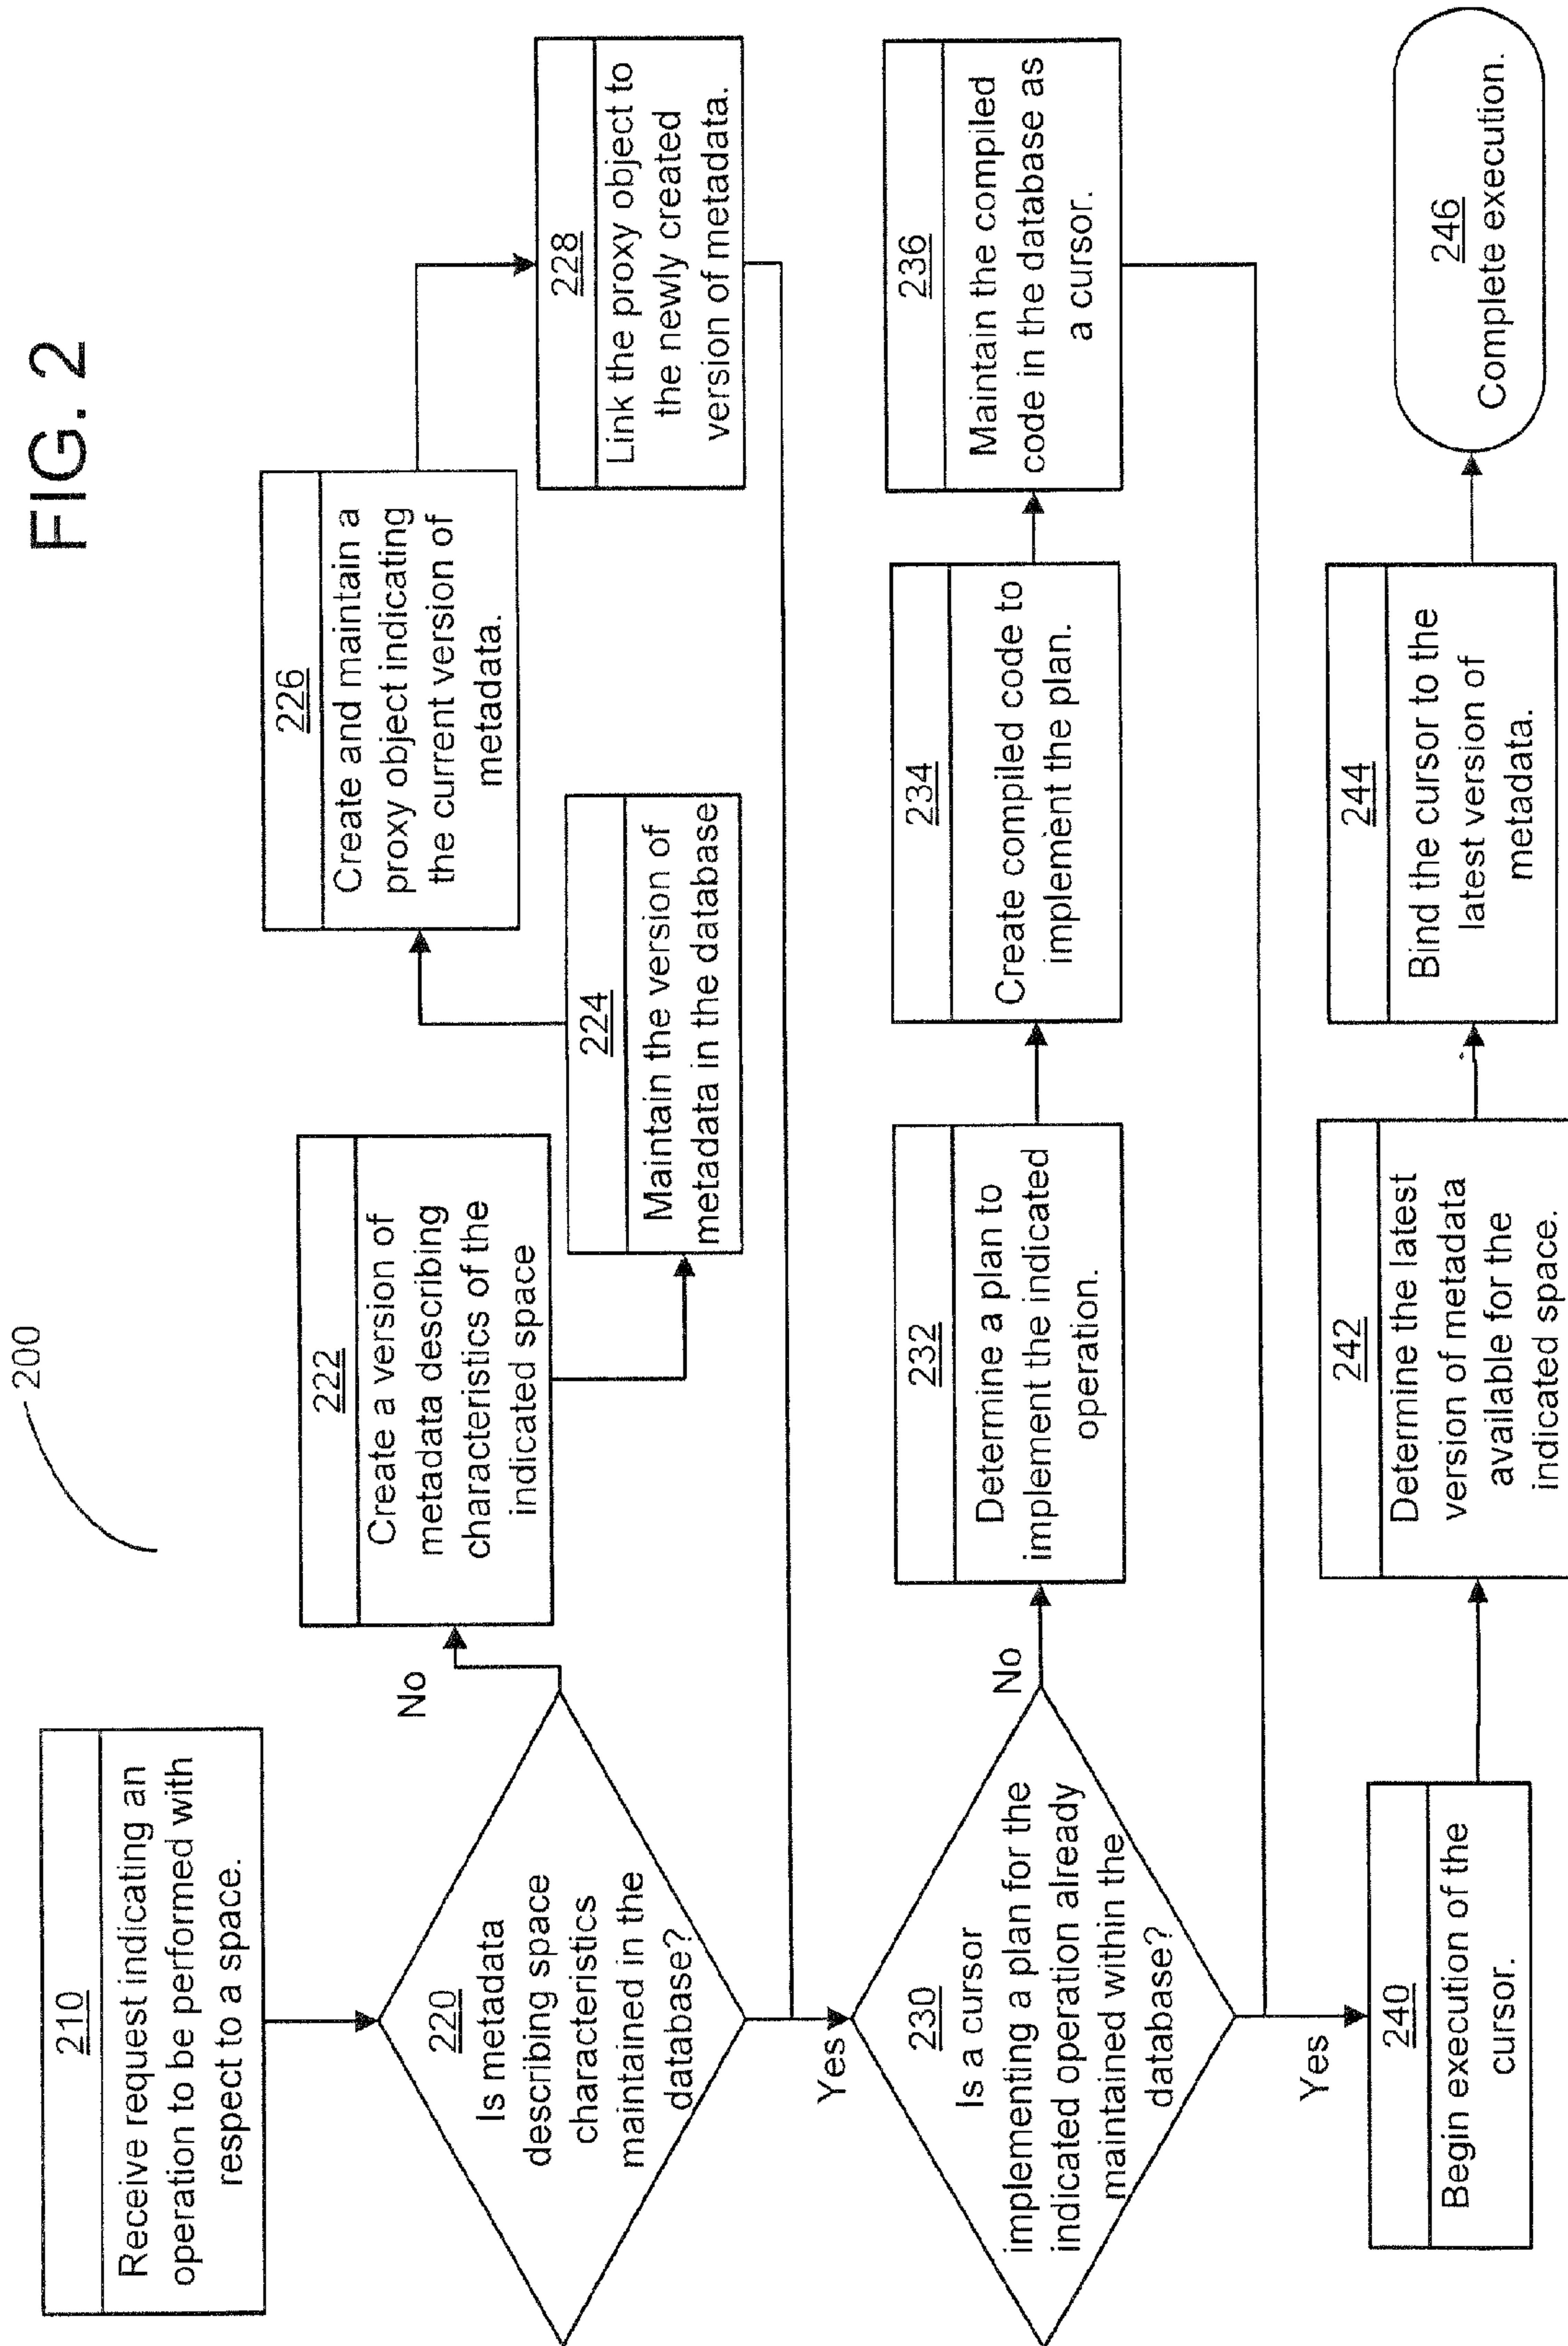 FIG. 2
200
210
Receive request indicating an
operation to be performed with
respect to a space.
220
Is metadata
describing space
characteristics
maintained in the
database?
No
222
Create a version of
metadata describing
characteristics of the
indicated space
224
Maintain the version of
metadata in the database
226
Create and maintain a
proxy object indicating
the current version of
metadata.
228
Link the proxy object to
the newly created
version of metadata.
Yes
230
Is a cursor
implementing a plan for the
indicated operation already
maintained within the
database?
No
232
Determine a plan to
implement the indicated
operation.
234
Create compiled code to
implement the plan.
236
Maintain the compiled
code in the database as
a cursor.
Yes
240
Begin execution of the
cursor.
242
Determine the latest
version of metadata
available for the
indicated space.
244
Bind the cursor to the
latest version of
metadata.
246
Complete execution.